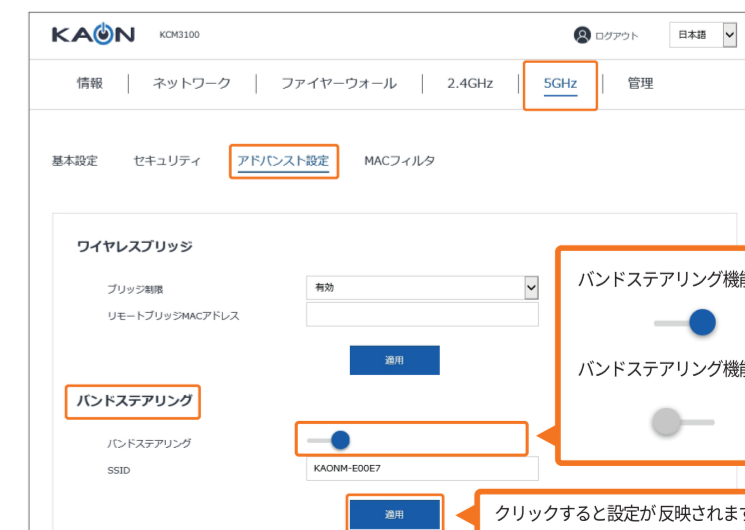 KAON KCM3100 ログアウト 日本語
情報 | ネットワーク | ファイヤーウォール | 2.4GHz | 5GHz | 管理
基本設定 セキュリティ アドバンスト設定 MACフィルタ
ワイヤレスブリッジ
ブリッジ制限 有効
リモートブリッジMACアドレス
適用
バンドステアリング機能
バンドステアリング機能
バンドステアリング
バンドステアリング
SSID KAONM-E00E7
適用
クリックすると設定が反映されます